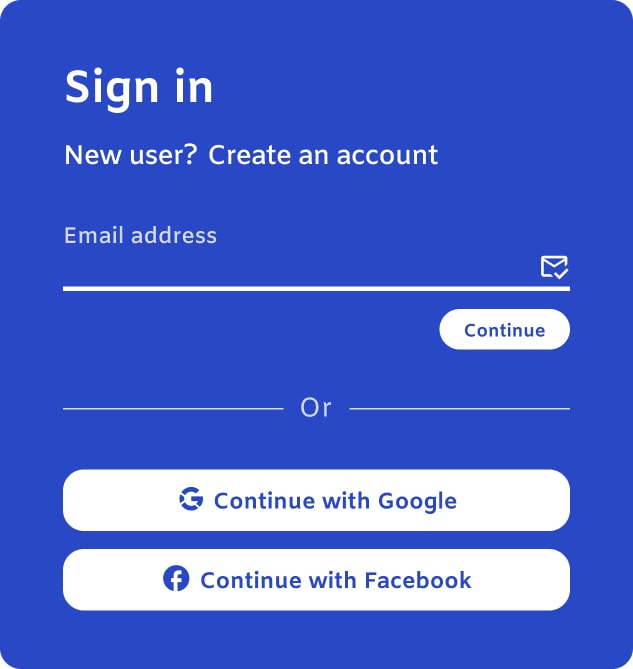 Sign in
New user? Create an account
Email address
Continue
Or
Continue with Google
Continue with Facebook